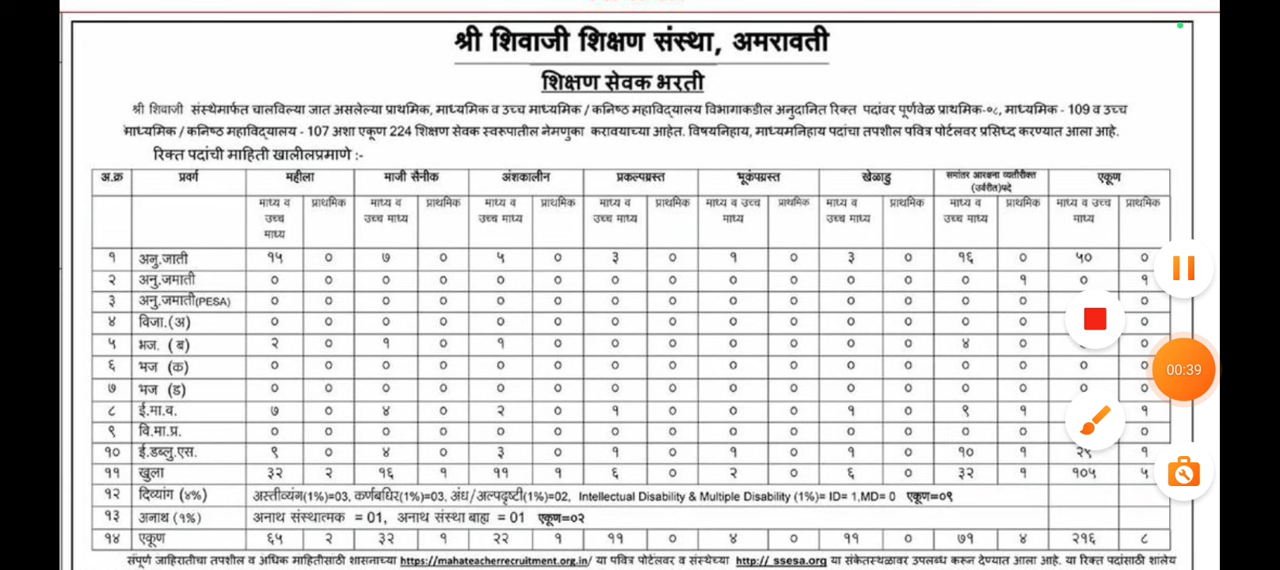 श्री शिवाजी शिक्षण संस्था, अमरावती
शिक्षण सेवक भरती
श्री शिवाजी संस्थेमार्फत चालविल्या जात असलेल्या प्राथमिक, माध्यमिक व उच्च माध्यमिक / कनिष्ठ महाविद्यालय विभागाकडील अनुदानित रिक्त पदांवर पूर्णवेळ प्राथमिक-०८, माध्यमिक - 109 व उच्च
माध्यमिक / कनिष्ठ महाविद्यालय - 107 अशा एकूण 224 शिक्षण सेवक स्वरूपातील नेमणुका करावयाच्या आहेत. विषयनिहाय, माध्यमनिहाय पदांचा तपशील पवित्र पोर्टलवर प्रसिध्द करण्यात आला आहे.
रिक्त पदांची माहिती खालीलप्रमाणे :-
अ.क्र प्रवर्ग महीला माजी सैनीक अंशकालीन प्रकल्पग्रस्त भूकंपग्रस्त खेळाडु समांतर आरक्षना व्यतीरीक्त (उर्वरीत)पदे एकूण
माध्य व उच्च माध्य प्राथमिक माध्य व उच्च माध्य प्राथमिक माध्य व उच्च माध्य प्राथमिक माध्य व उच्च माध्य प्राथमिक माध्य व उच्च माध्य प्राथमिक माध्य व उच्च माध्य प्राथमिक माध्य व उच्च माध्य प्राथमिक माध्य व उच्च माध्य प्राथमिक
१ अनु.जाती १५ ० ७ ० ५ ० ३ ० १ ० ३ ० १६ ० ५० ०
२ अनु.जमाती ० ० ० ० ० ० ० ० ० ० ० ० ० १ ० १
३ अनु.जमाती(PESA) ० ० ० ० ० ० ० ० ० ० ० ० ० ० ० ०
४ विजा.(अ) ० ० ० ० ० ० ० ० ० ० ० ० ० ०
५ भज. (ब) २ ० १ ० १ ० ० ० ० ० ० ० ४ ० ०
६ भज (क) ० ० ० ० ० ० ० ० ० ० ० ० ० ० ० ०
७ भज (ड) ० ० ० ० ० ० ० ० ० ० ० ० ० ० ० ०
८ ई.मा.व. ७ ० ४ ० २ ० १ ० ० ० १ ० ९ १ १
९ वि.मा.प्र. ० ० ० ० ० ० ० ० ० ० ० ० ० ० ० ०
१० ई.डब्लु.एस. ९ ० ४ ० ३ ० १ ० १ ० १ ० १० १ २९ १
११ खुला ३२ २ १६ १ ११ १ ६ ० २ ० ६ ० ३२ १ १०५ ५
१२ दिव्यांग (४%) अस्तीव्यंग(1%)=03, कर्णबधिर(1%)=03, अंध/अल्पदृष्टी(1%)=02, Intellectual Disability & Multiple Disability (1%)= ID= 1,MD= 0 एकूण=०९
१३ अनाथ (१%) अनाथ संस्थात्मक = 01, अनाथ संस्था बाह्य = 01 एकूण=०२
१४ एकूण ६५ २ ३२ १ २२ १ ११ ० ४ ० ११ ० ७१ ४ २१६ ८
संपूर्ण जाहिरातीचा तपशील व अधिक माहितीसाठी शासनाच्या https://mahateacherrecruitment.org.in/ या पवित्र पोर्टलवर व संस्थेच्या http:// ssesa.org या संकेतस्थळावर उपलब्ध करून देण्यात आला आहे. या रिक्त पदांसाठी शालेय
00:39